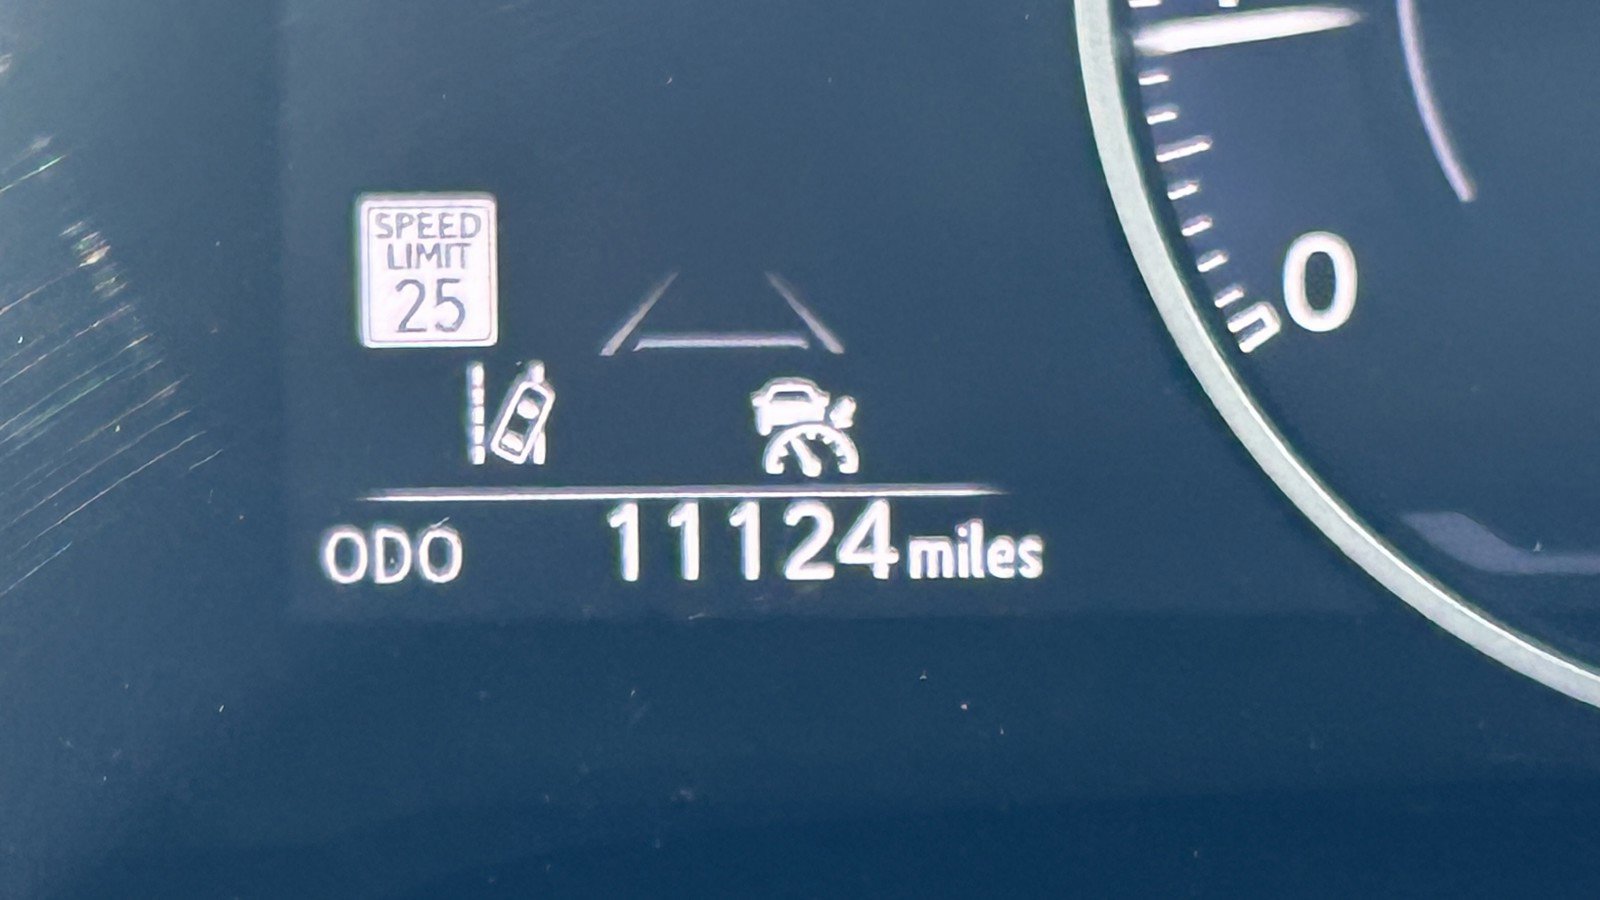 SPEED
LIMIT
25
0
ODO 11124 miles